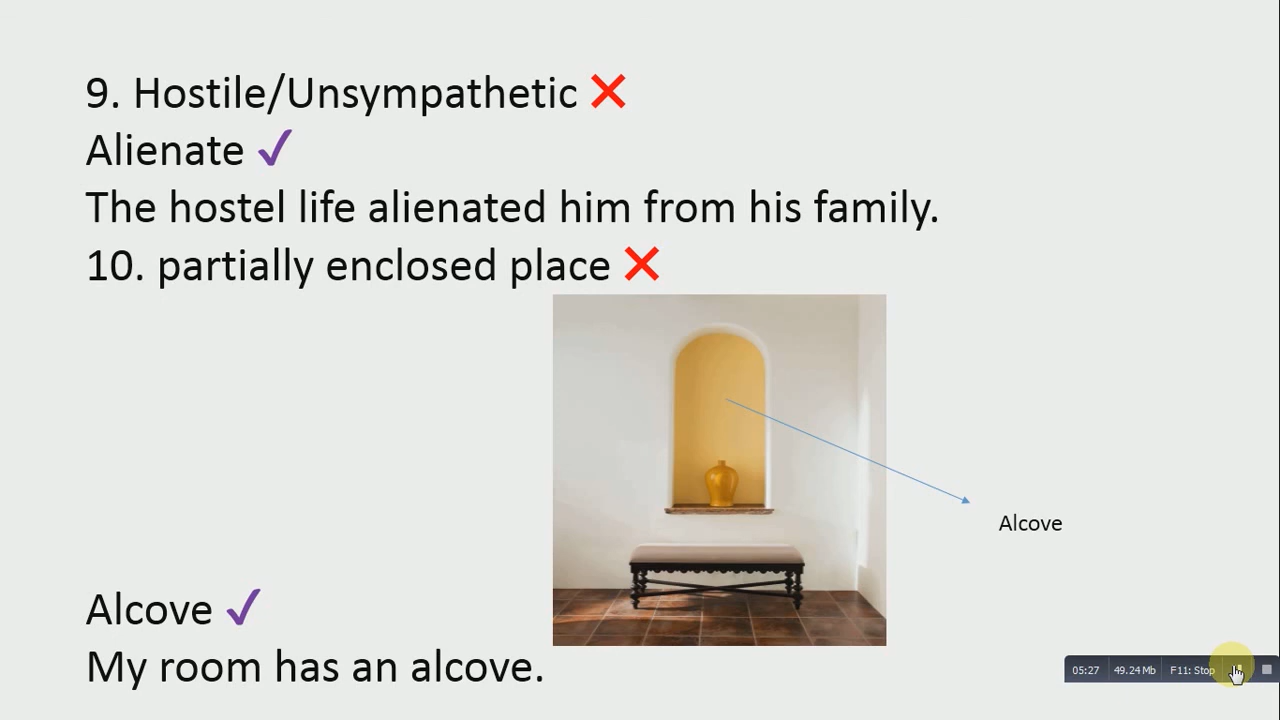 9. Hostile/Unsympathetic ❌
Alienate ✓
The hostel life alienated him from his family.
10. partially enclosed place ❌
Alcove
Alcove ✓
My room has an alcove.
05:27 49.24 Mb F11: Stop